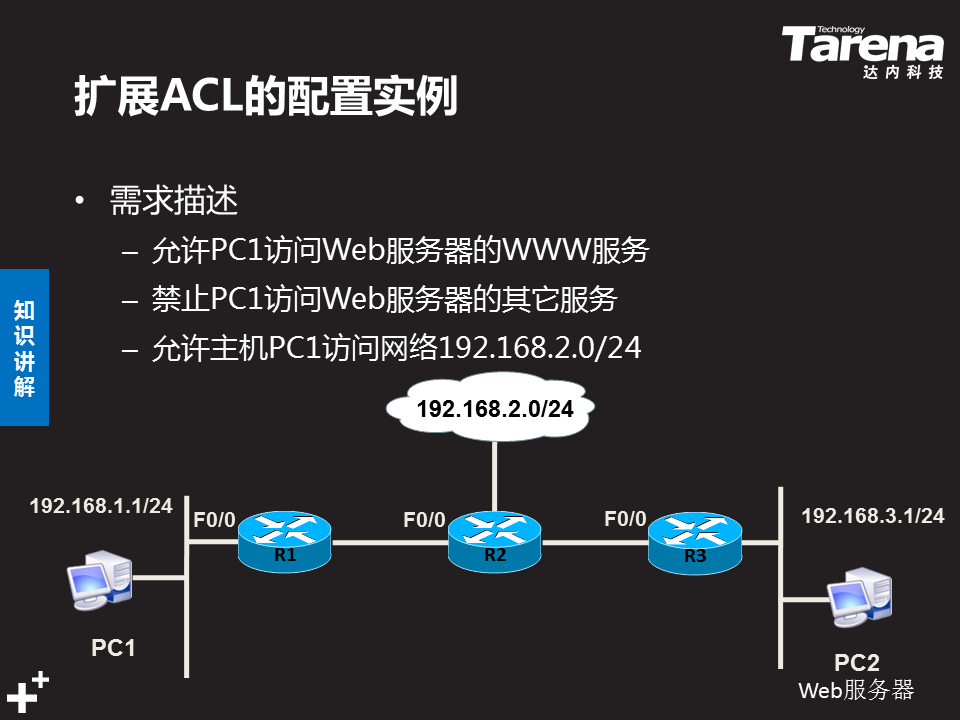 Technology
Tarena
达内科技
扩展ACL的配置实例
• 需求描述
– 允许PC1访问Web服务器的WWW服务
– 禁止PC1访问Web服务器的其它服务
– 允许主机PC1访问网络192.168.2.0/24
知识讲解
192.168.2.0/24
192.168.1.1/24
F0/0
F0/0
F0/0
192.168.3.1/24
R1
R2
R3
PC1
PC2
Web服务器